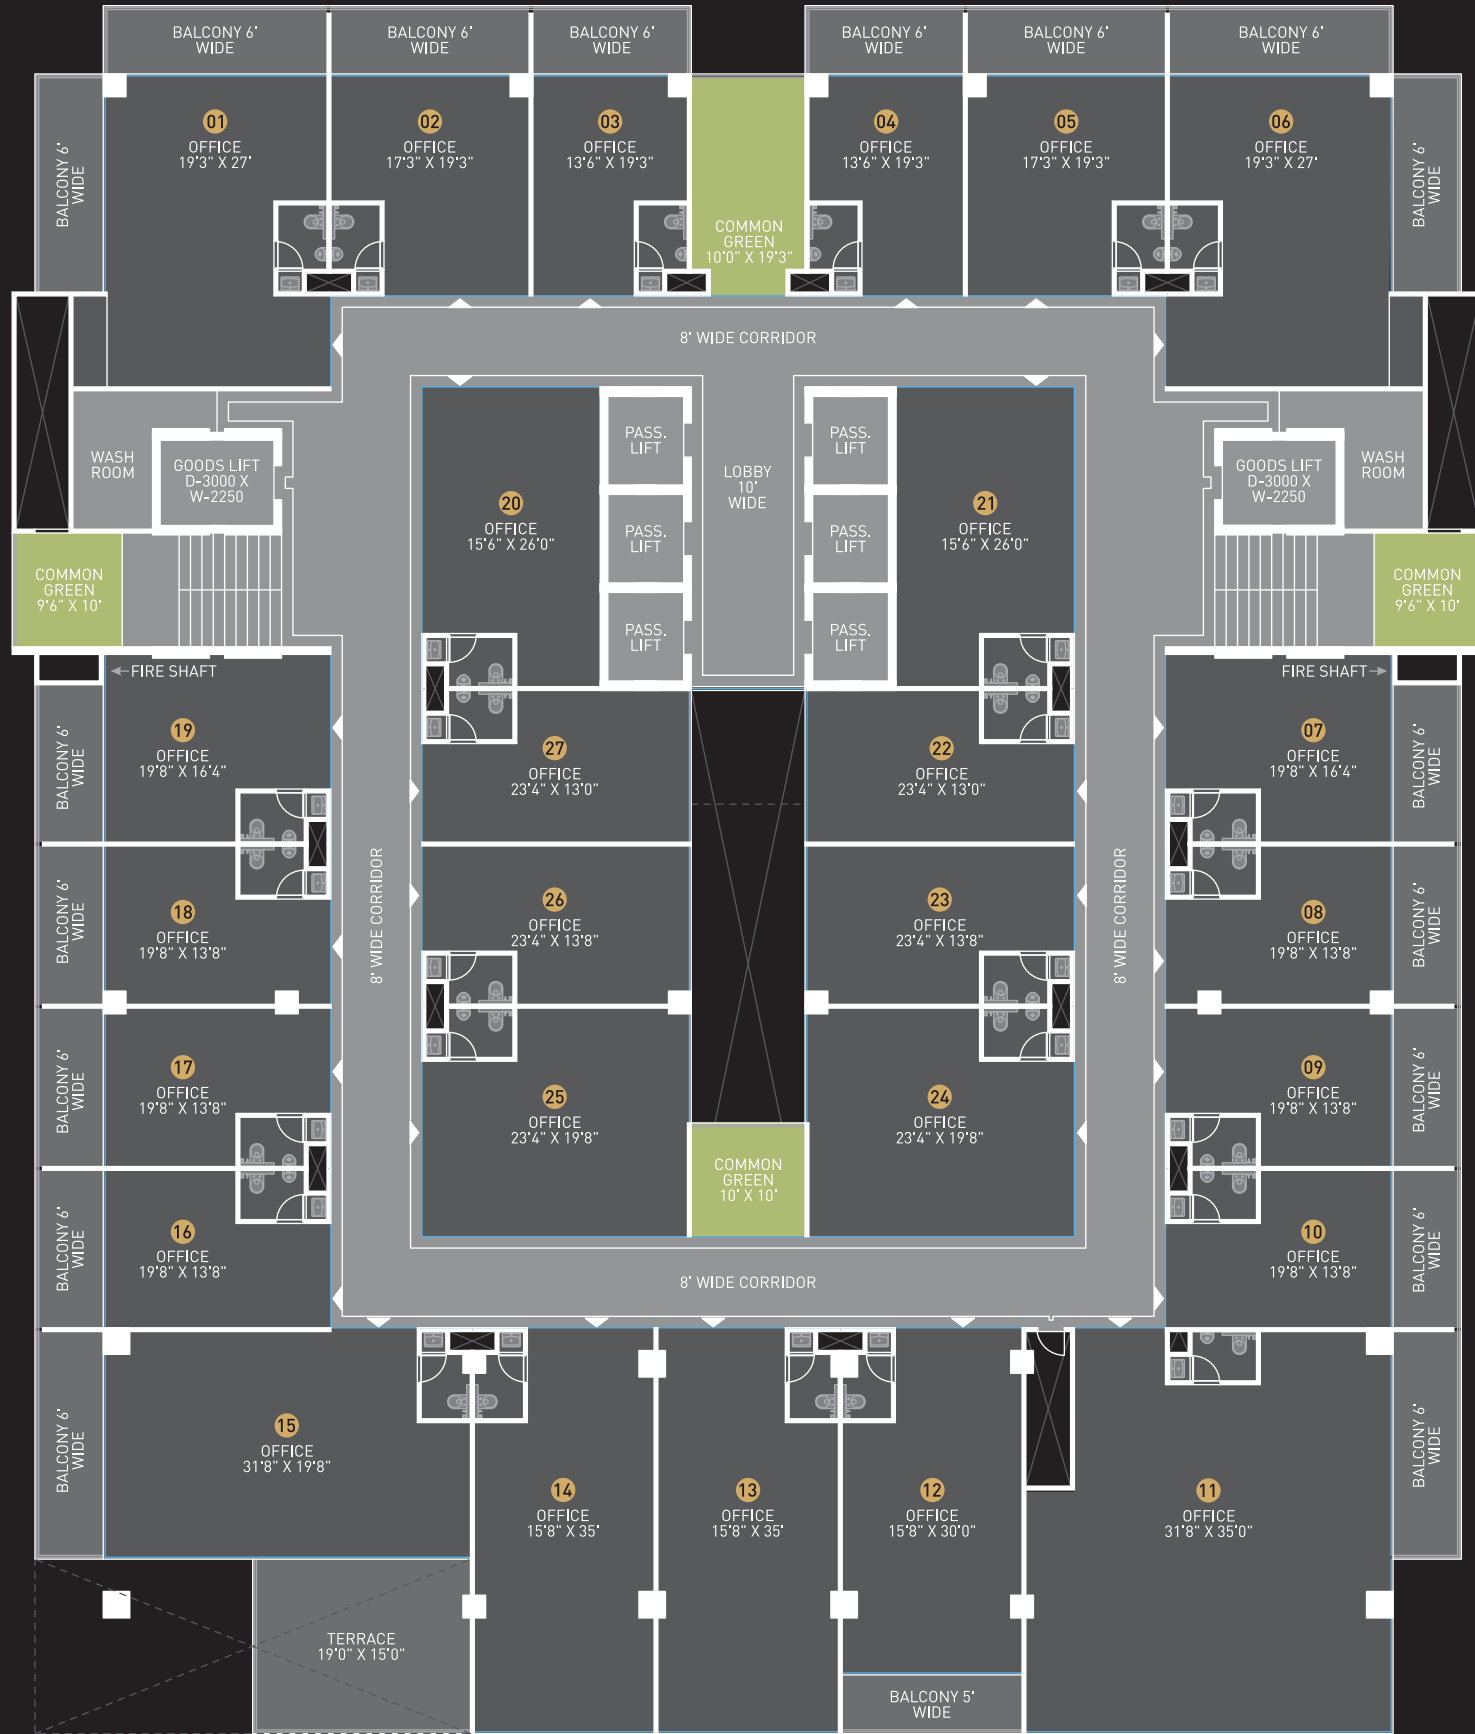 BALCONY 6'
WIDE
BALCONY 6'
WIDE
BALCONY 6'
WIDE
BALCONY 6'
WIDE
BALCONY 6'
WIDE
BALCONY 6'
WIDE
BALCONY 6'
WIDE
01
OFFICE
19'3" X 27'
02
OFFICE
17'3" X 19'3"
03
OFFICE
13'6" X 19'3"
COMMON
GREEN
10'0" X 19'3"
04
OFFICE
13'6" X 19'3"
05
OFFICE
17'3" X 19'3"
06
OFFICE
19'3" X 27'
BALCONY 6'
WIDE
8' WIDE CORRIDOR
WASH
ROOM
GOODS LIFT
D-3000 X
W-2250
20
OFFICE
15'6" X 26'0"
PASS.
LIFT
PASS.
LIFT
PASS.
LIFT
LOBBY
10'
WIDE
PASS.
LIFT
PASS.
LIFT
PASS.
LIFT
21
OFFICE
15'6" X 26'0"
GOODS LIFT
D-3000 X
W-2250
WASH
ROOM
COMMON
GREEN
9'6" X 10'
COMMON
GREEN
9'6" X 10'
FIRE SHAFT
FIRE SHAFT
BALCONY 6'
WIDE
19
OFFICE
19'8" X 16'4"
27
OFFICE
23'4" X 13'0"
22
OFFICE
23'4" X 13'0"
07
OFFICE
19'8" X 16'4"
BALCONY 6'
WIDE
BALCONY 6'
WIDE
18
OFFICE
19'8" X 13'8"
8' WIDE CORRIDOR
26
OFFICE
23'4" X 13'8"
23
OFFICE
23'4" X 13'8"
8' WIDE CORRIDOR
08
OFFICE
19'8" X 13'8"
BALCONY 6'
WIDE
BALCONY 6'
WIDE
17
OFFICE
19'8" X 13'8"
25
OFFICE
23'4" X 19'8"
24
OFFICE
23'4" X 19'8"
09
OFFICE
19'8" X 13'8"
BALCONY 6'
WIDE
COMMON
GREEN
10' X 10'
BALCONY 6'
WIDE
16
OFFICE
19'8" X 13'8"
10
OFFICE
19'8" X 13'8"
BALCONY 6'
WIDE
8' WIDE CORRIDOR
BALCONY 6'
WIDE
15
OFFICE
31'8" X 19'8"
14
OFFICE
15'8" X 35'
13
OFFICE
15'8" X 35'
12
OFFICE
15'8" X 30'0"
11
OFFICE
31'8" X 35'0"
BALCONY 6'
WIDE
TERRACE
19'0" X 15'0"
BALCONY 5'
WIDE